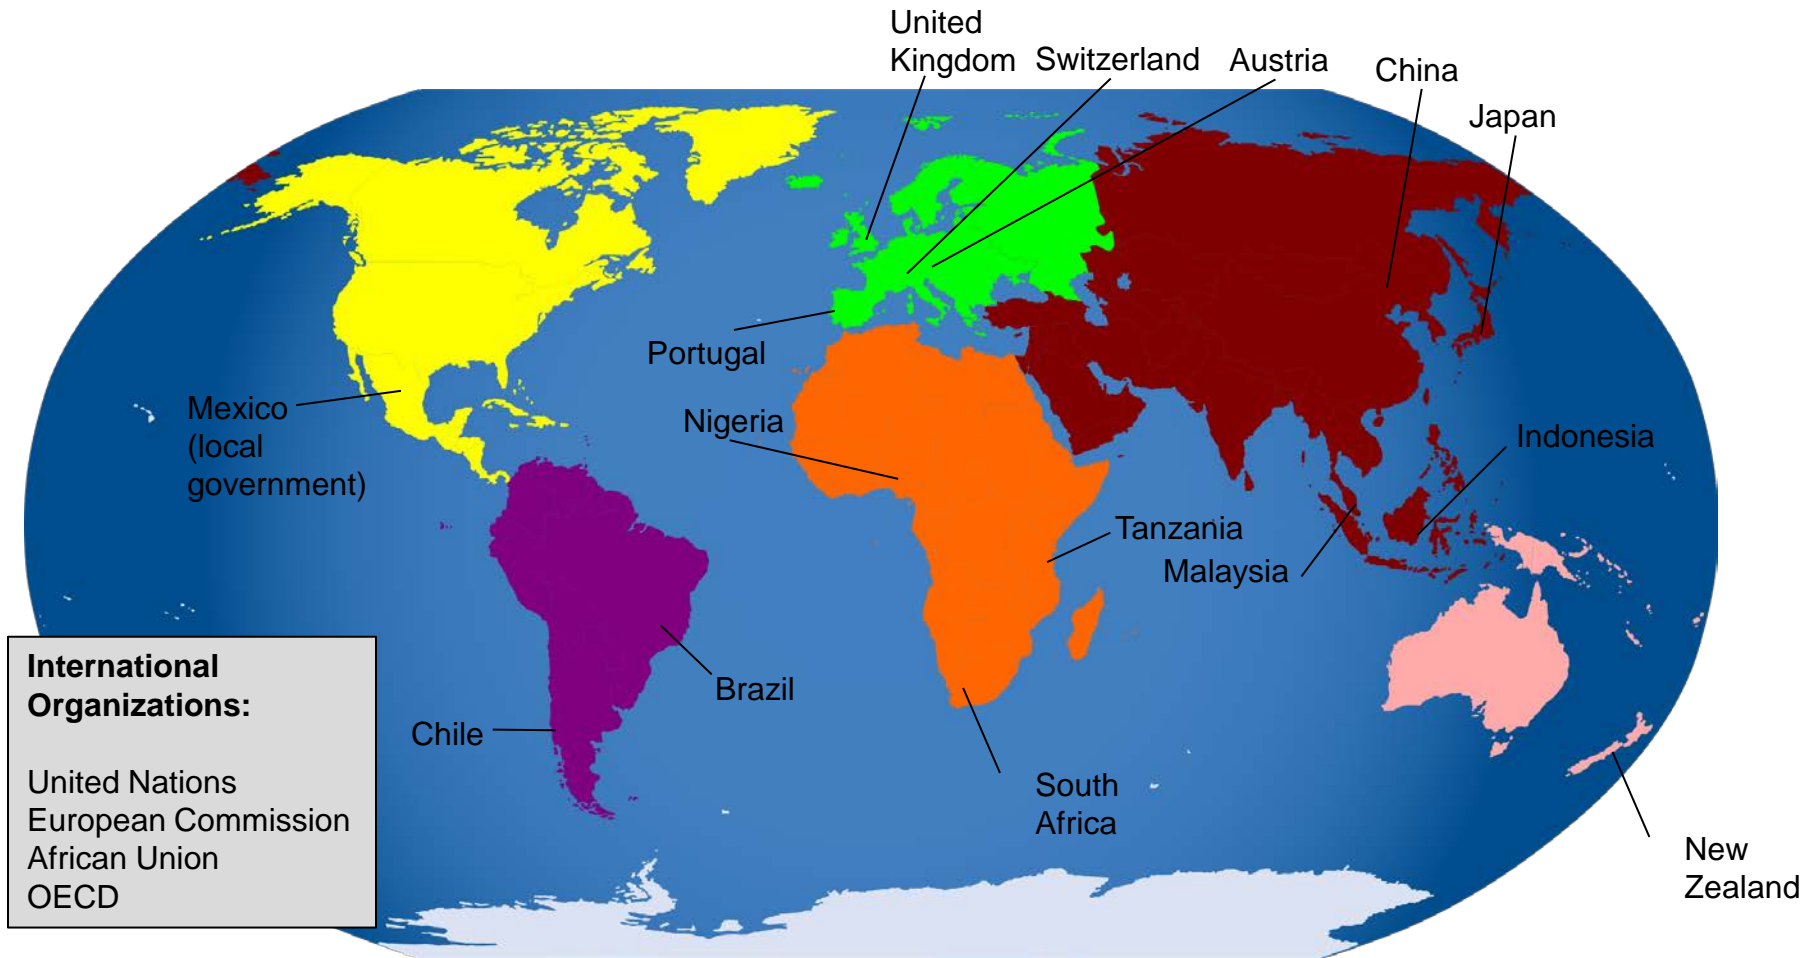 United
Kingdom
Switzerland
Austria
China
Japan
Portugal
Mexico
(local
government)
Nigeria
Indonesia
Tanzania
Malaysia
International
Organizations:
United Nations
European Commission
African Union
OECD
Brazil
Chile
South
Africa
New
Zealand